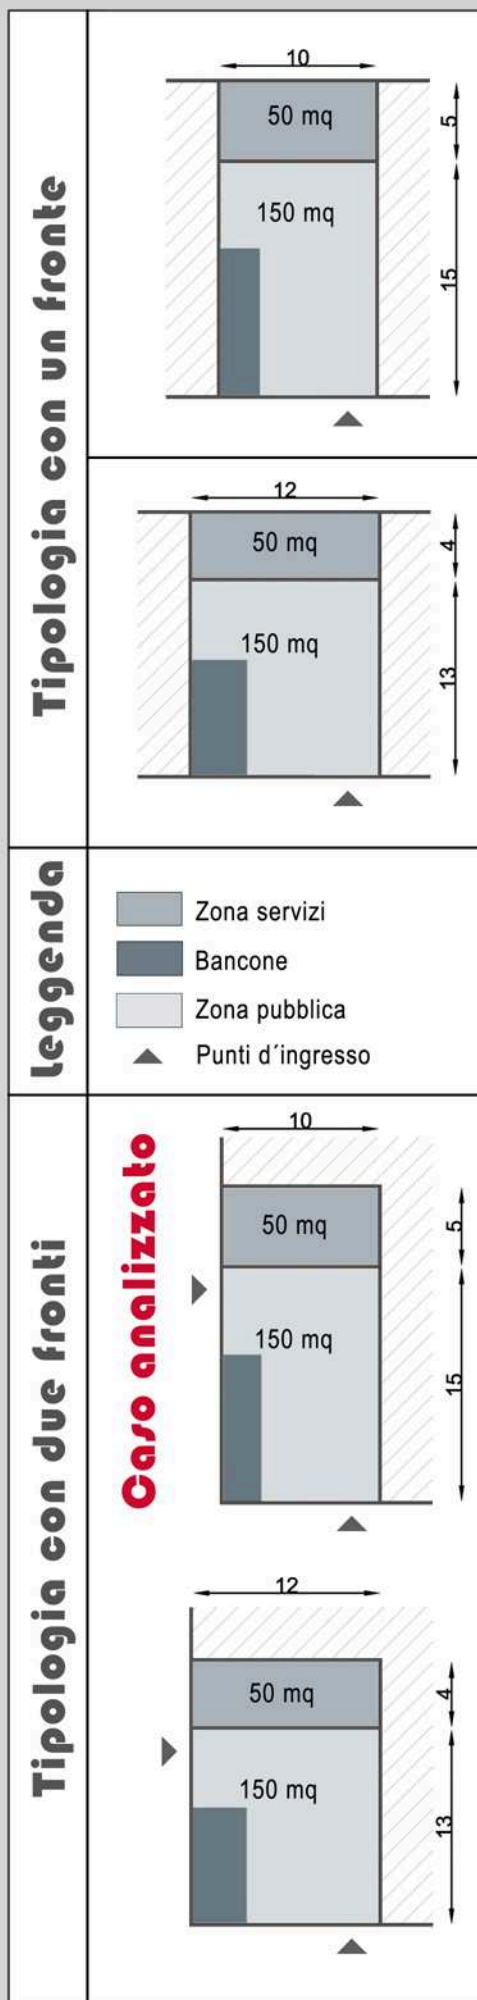 Tipologia con un fronte
10
50 mq
5
150 mq
15
12
50 mq
4
150 mq
13
Leggenda
Zona servizi
Bancone
Zona pubblica
Punti d´ingresso
Tipologia con due fronti
Caso analizzato
10
50 mq
5
150 mq
15
12
50 mq
4
150 mq
13